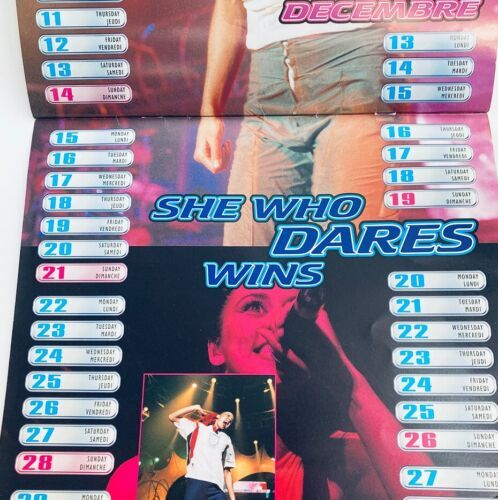 DECEMBRE
11 THURSDAY JEUDI
12 FRIDAY VENDREDI
13 SATURDAY SAMEDI
14 SUNDAY DIMANCHE
13 MONDAY LUNDI
14 TUESDAY MARDI
15 WEDNESDAY MERCREDI
15 MONDAY LUNDI
16 TUESDAY MARDI
17 WEDNESDAY MERCREDI
18 THURSDAY JEUDI
19 FRIDAY VENDREDI
20 SATURDAY SAMEDI
21 SUNDAY DIMANCHE
16 THURSDAY JEUDI
17 FRIDAY VENDREDI
18 SATURDAY SAMEDI
19 SUNDAY DIMANCHE
SHE WHO
DARES
WINS
22 MONDAY LUNDI
23 TUESDAY MARDI
24 WEDNESDAY MERCREDI
25 THURSDAY JEUDI
26 FRIDAY VENDREDI
27 SATURDAY SAMEDI
28 SUNDAY DIMANCHE
20 MONDAY LUNDI
21 TUESDAY MARDI
22 WEDNESDAY MERCREDI
23 THURSDAY JEUDI
24 FRIDAY VENDREDI
25 SATURDAY SAMEDI
26 SUNDAY DIMANCHE
27 MONDAY LUNDI